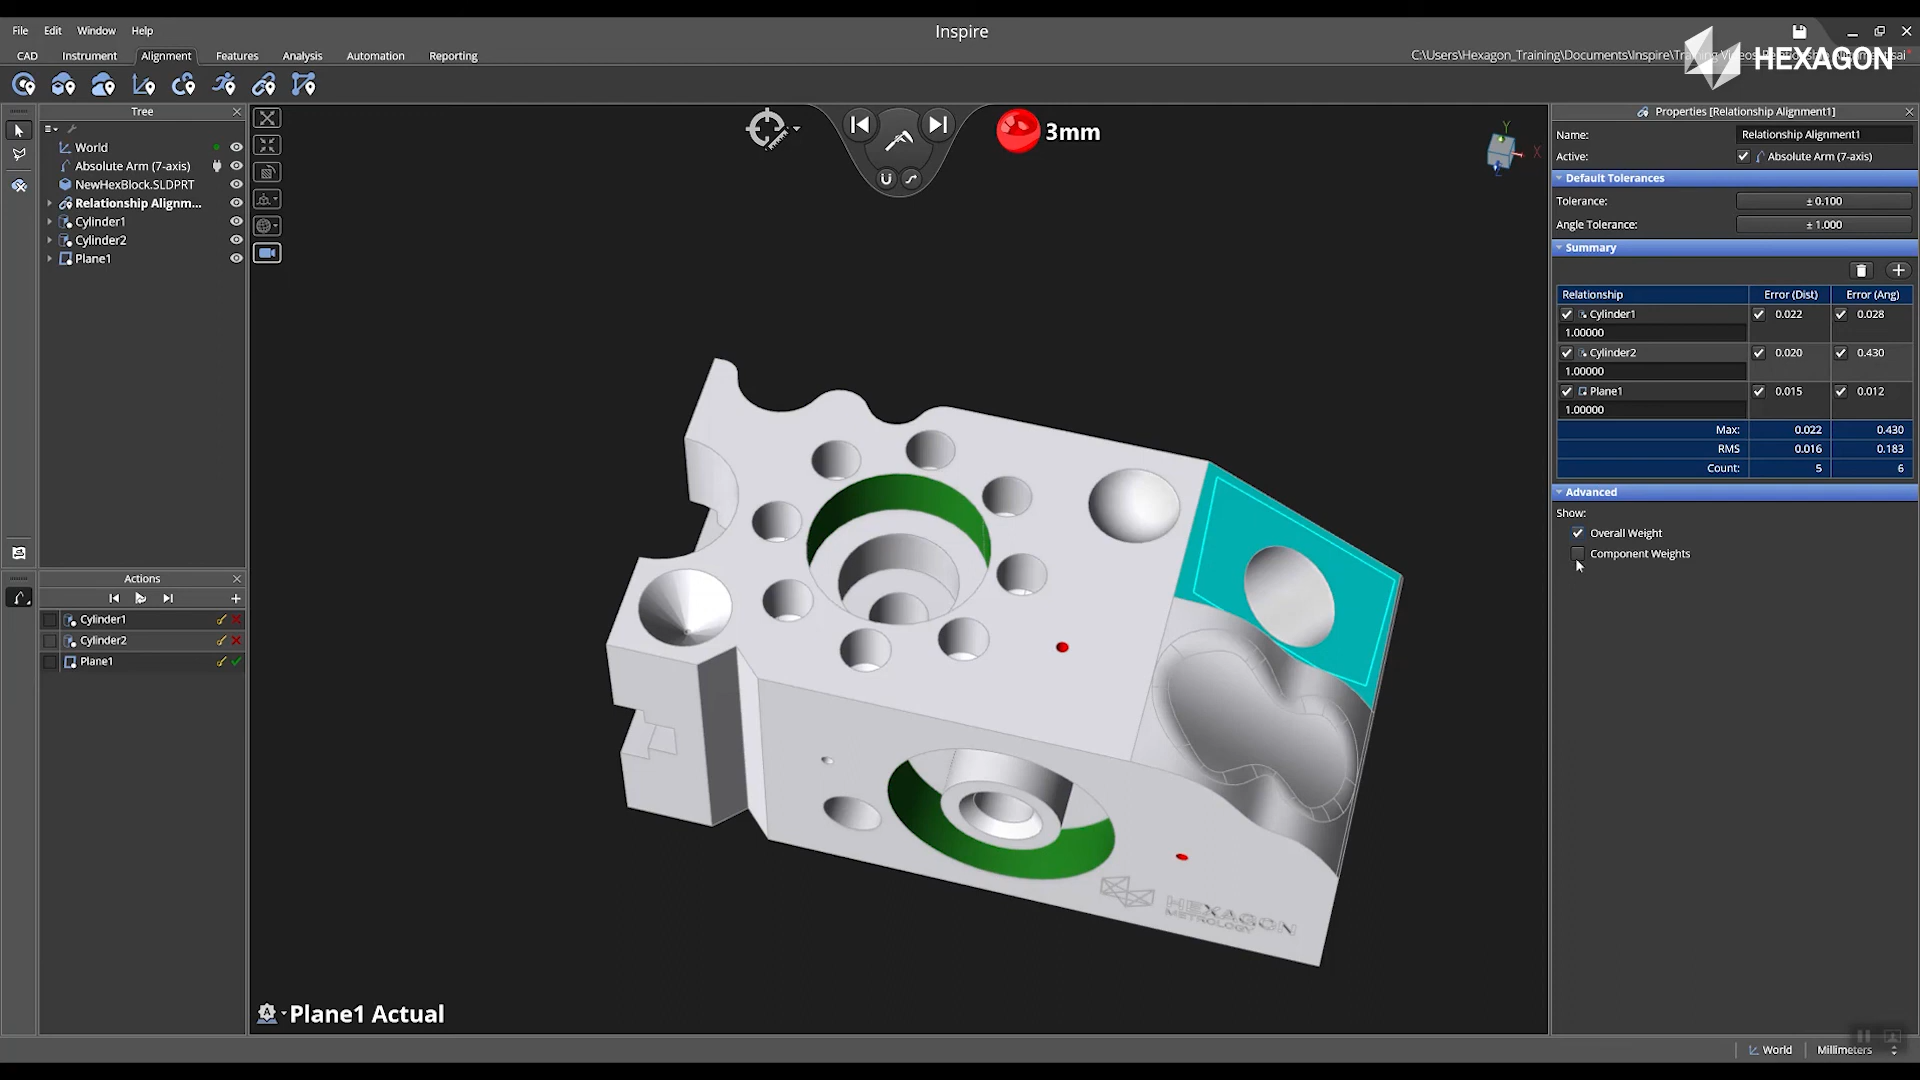 File Edit Window Help
Inspire
CAD Instrument Alignment Features Analysis Automation Reporting
HEXAGON
Tree
World
Absolute Arm (7-axis)
NewHexBlock.SLDPRT
Relationship Alignm...
Cylinder1
Cylinder2
Plane1
Actions
Cylinder1
Cylinder2
Plane1
3mm
Y
X
HEXAGON
METROLOGY
Plane1 Actual
Properties [Relationship Alignment1]
Name: Relationship Alignment1
Active: Absolute Arm (7-axis)
Default Tolerances
Tolerance: ± 0.100
Angle Tolerance: ± 1.000
Summary
Relationship Error (Dist) Error (Ang)
Cylinder1 0.022 0.028
1.00000
Cylinder2 0.020 0.430
1.00000
Plane1 0.015 0.012
1.00000
Max: 0.022 0.430
RMS 0.016 0.183
Count: 5 6
Advanced
Show:
Overall Weight
Component Weights
World Millimeters